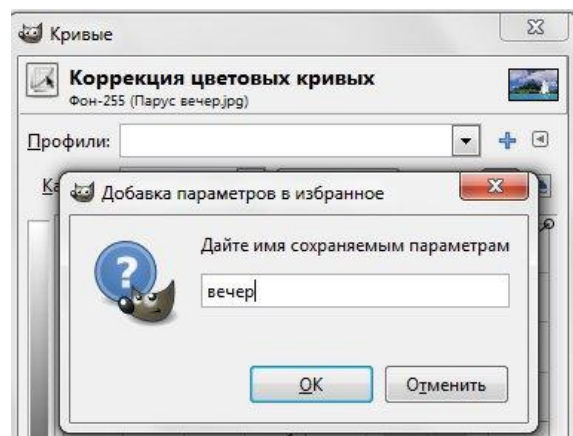 Кривые
Коррекция цветовых кривых
Фон-255 (Парус вечер.jpg)
Профили:
Добавка параметров в избранное
Дайте имя сохраняемым параметрам
вечер
OK
Отменить